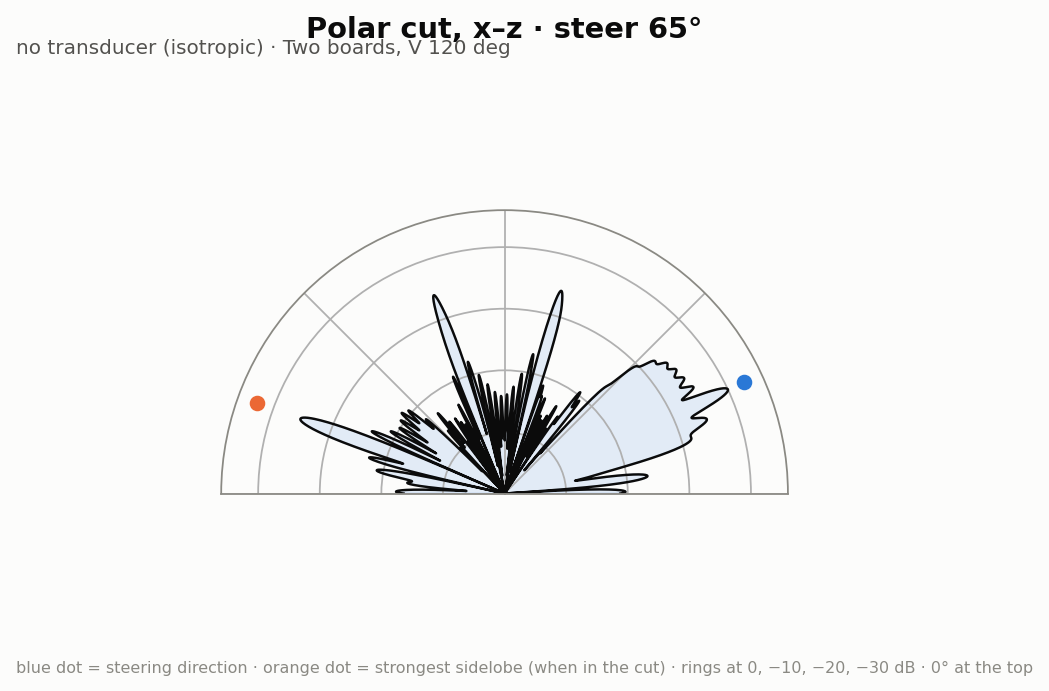 Polar cut, x–z · steer 65°
no transducer (isotropic) · Two boards, V 120 deg
blue dot = steering direction · orange dot = strongest sidelobe (when in the cut) · rings at 0, −10, −20, −30 dB · 0° at the top